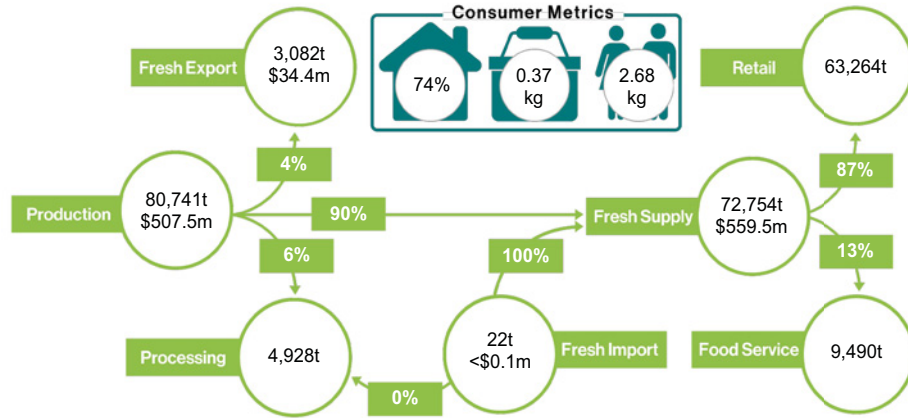 Consumer Metrics
Fresh Export
3,082t
$34.4m
74%
0.37
kg
2.68
kg
Retail
63,264t
4%
87%
Production
80,741t
$507.5m
90%
Fresh Supply
72,754t
$559.5m
6%
100%
13%
Processing
4,928t
22t
<$0.1m
Fresh Import
Food Service
9,490t
0%